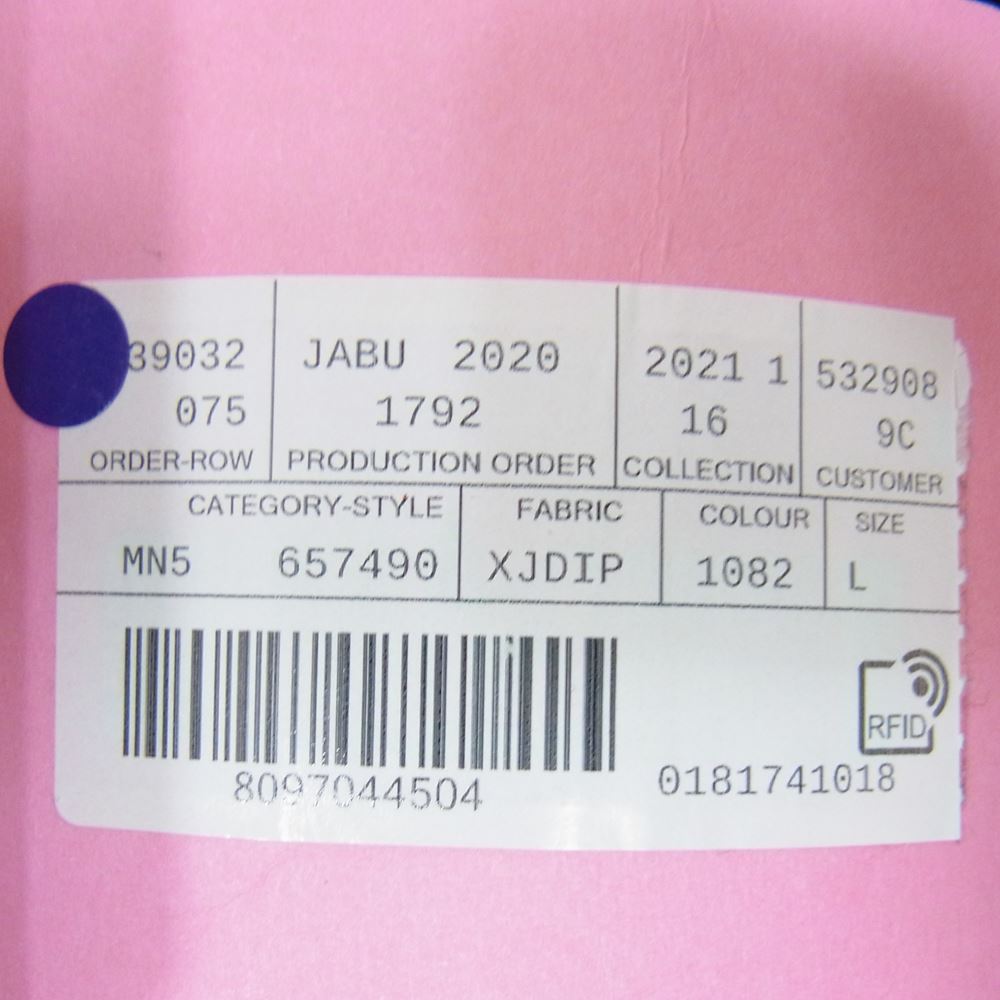 39032 JABU 2020 2021 1 532908
075 1792 16 9C
ORDER-ROW PRODUCTION ORDER COLLECTION CUSTOMER
CATEGORY-STYLE FABRIC COLOUR SIZE
MN5 657490 XJDIP 1082 L
RFID
8097044504 0181741018